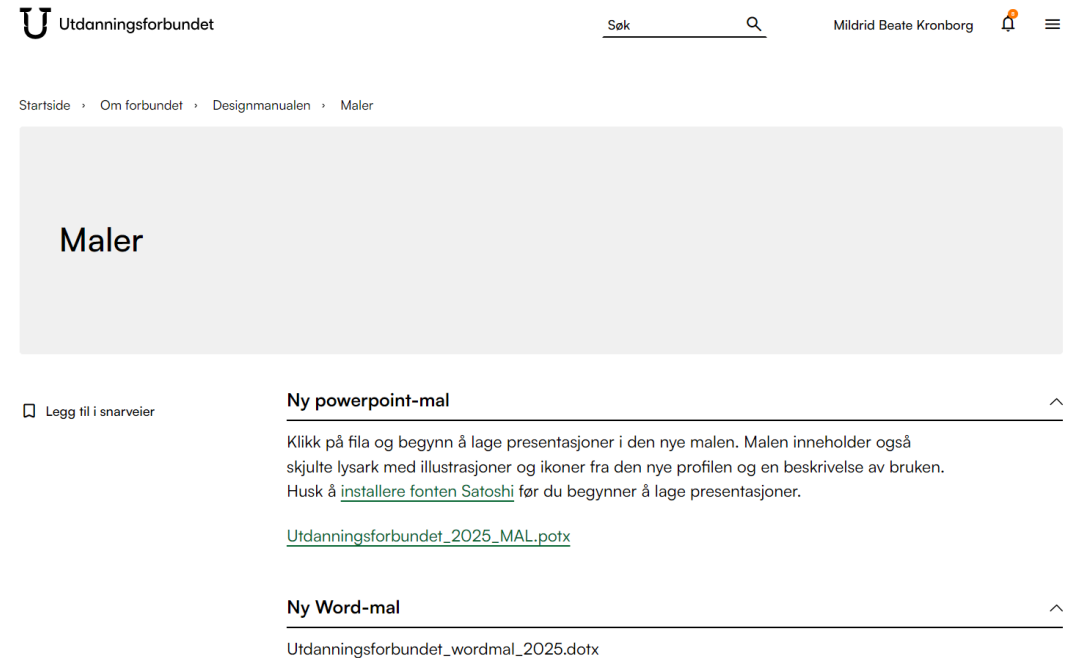 Utdanningsforbundet
Søk
Mildrid Beate Kronborg
Startside › Om forbundet › Designmanualen › Maler
Maler
Legg til i snarveier
Ny powerpoint-mal
Klikk på fila og begynn å lage presentasjoner i den nye malen. Malen inneholder også
skjulte lysark med illustrasjoner og ikoner fra den nye profilen og en beskrivelse av bruken.
Husk å installere fonten Satoshi før du begynner å lage presentasjoner.
Utdanningsforbundet_2025_MAL.potx
Ny Word-mal
Utdanningsforbundet_wordmal_2025.dotx